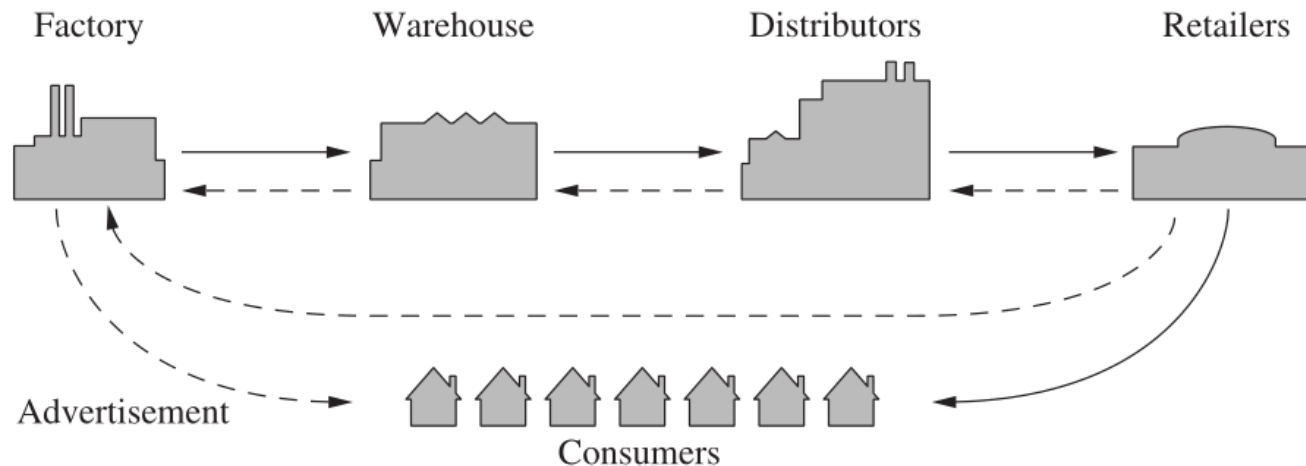 Factory
Warehouse
Distributors
Retailers
Advertisement
Consumers